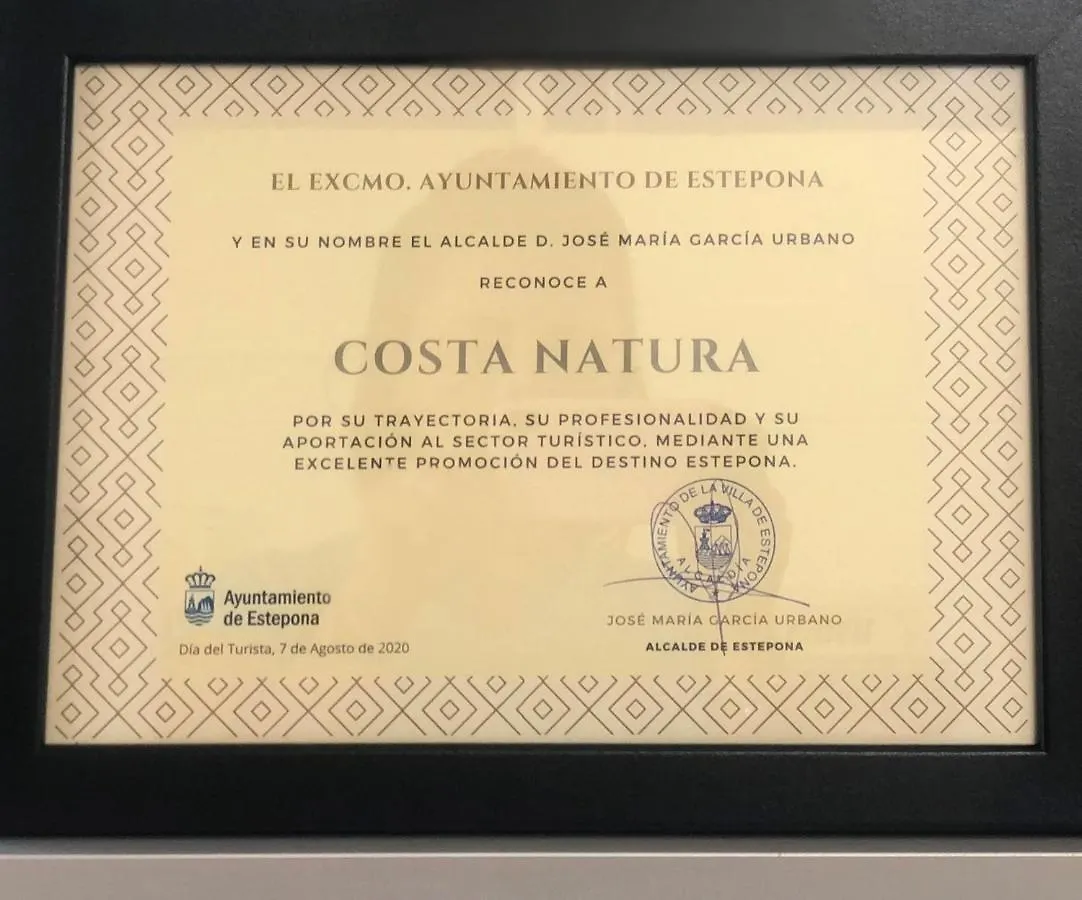 EL EXCMO. AYUNTAMIENTO DE ESTEPONA
Y EN SU NOMBRE EL ALCALDE D. JOSÉ MARÍA GARCÍA URBANO
RECONOCE A
COSTA NATURA
POR SU TRAYECTORIA, SU PROFESIONALIDAD Y SU
APORTACIÓN AL SECTOR TURÍSTICO, MEDIANTE UNA
EXCELENTE PROMOCIÓN DEL DESTINO ESTEPONA.
AYUNTAMIENTO DE LA VILLA DE ESTEPONA
ALCALDÍA
Ayuntamiento
de Estepona
Día del Turista, 7 de Agosto de 2020
JOSÉ MARÍA GARCÍA URBANO
ALCALDE DE ESTEPONA